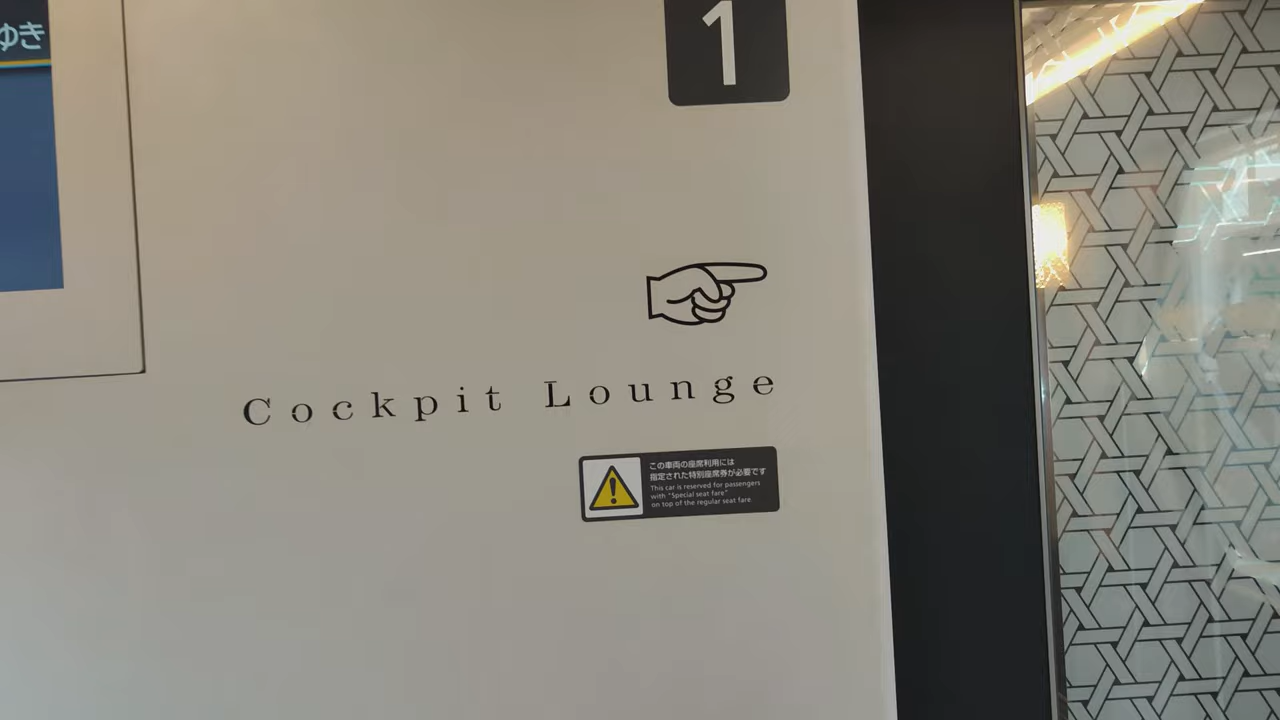 ゆき
1
Cockpit Lounge
この車両の座席利用には
指定された特別座席券が必要です
This car is reserved for passengers
with "Special seat fare"
on top of the regular seat fare